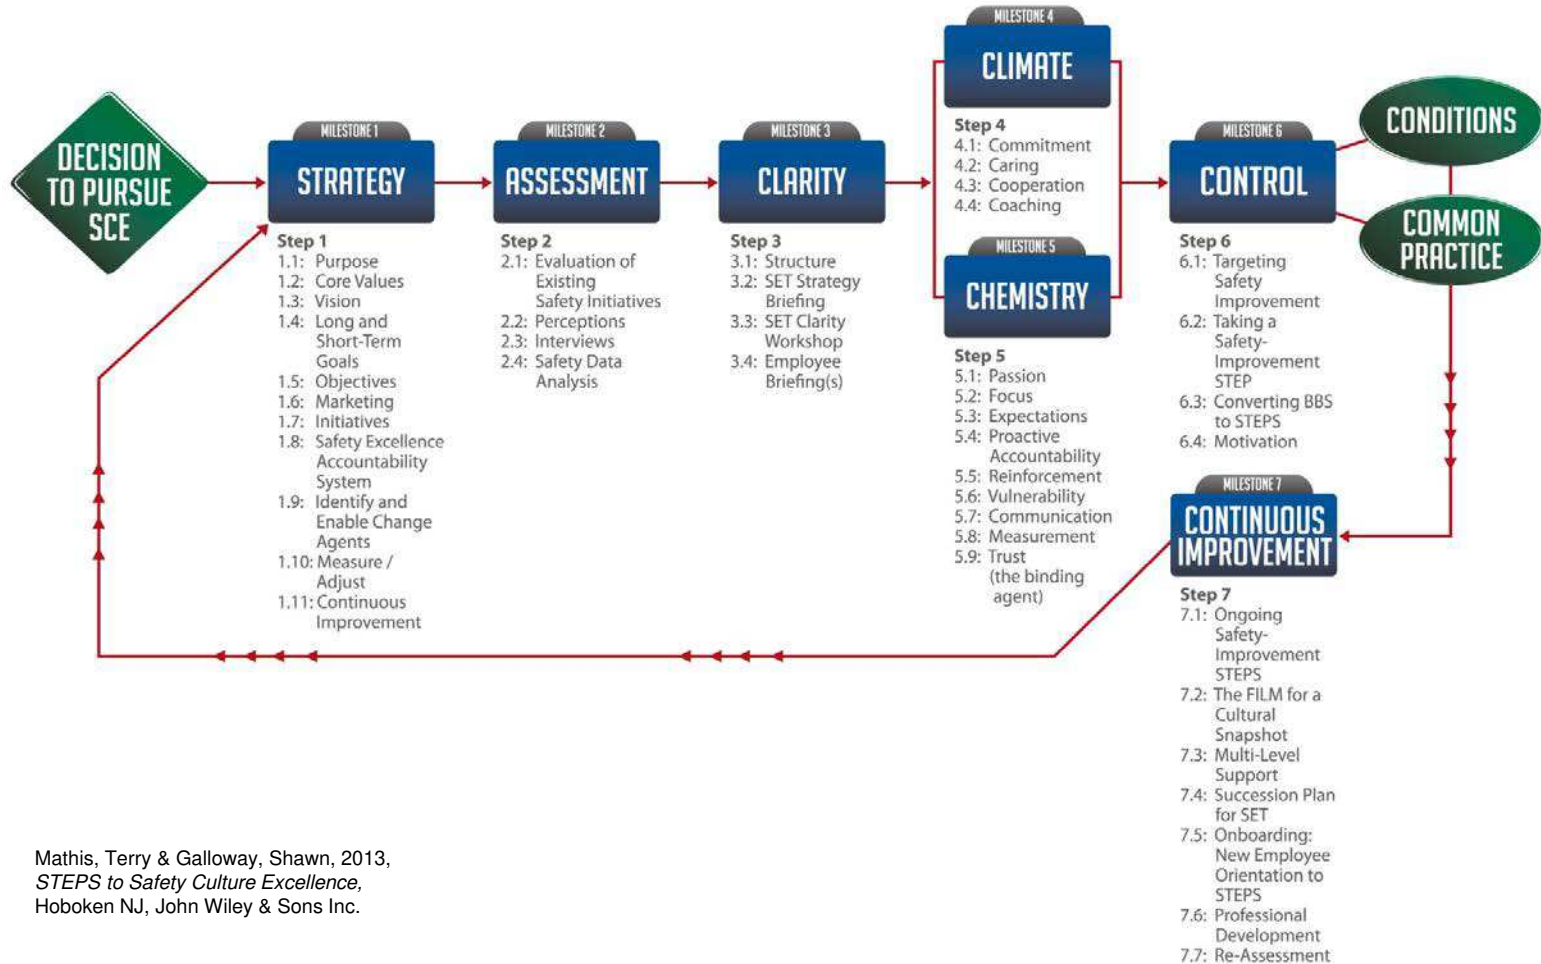 DECISION
TO PURSUE
SCE
MILESTONE 1
STRATEGY
Step 1
1.1: Purpose
1.2: Core Values
1.3: Vision
1.4: Long and
Short-Term
Goals
1.5: Objectives
1.6: Marketing
1.7: Initiatives
1.8: Safety Excellence
Accountability
System
1.9: Identify and
Enable Change
Agents
1.10: Measure /
Adjust
1.11: Continuous
Improvement
MILESTONE 2
ASSESSMENT
Step 2
2.1: Evaluation of
Existing
Safety Initiatives
2.2: Perceptions
2.3: Interviews
2.4: Safety Data
Analysis
MILESTONE 3
CLARITY
Step 3
3.1: Structure
3.2: SET Strategy
Briefing
3.3: SET Clarity
Workshop
3.4: Employee
Briefing(s)
MILESTONE 4
CLIMATE
Step 4
4.1: Commitment
4.2: Caring
4.3: Cooperation
4.4: Coaching
MILESTONE 5
CHEMISTRY
Step 5
5.1: Passion
5.2: Focus
5.3: Expectations
5.4: Proactive
Accountability
5.5: Reinforcement
5.6: Vulnerability
5.7: Communication
5.8: Measurement
5.9: Trust
(the binding
agent)
MILESTONE 6
CONTROL
Step 6
6.1: Targeting
Safety
Improvement
6.2: Taking a
Safety-
Improvement
STEP
6.3: Converting BBS
to STEPS
6.4: Motivation
CONDITIONS
COMMON
PRACTICE
MILESTONE 7
CONTINUOUS
IMPROVEMENT
Step 7
7.1: Ongoing
Safety-
Improvement
STEPS
7.2: The FILM for a
Cultural
Snapshot
7.3: Multi-Level
Support
7.4: Succession Plan
for SET
7.5: Onboarding:
New Employee
Orientation to
STEPS
7.6: Professional
Development
7.7: Re-Assessment
Mathis, Terry & Galloway, Shawn, 2013,
STEPS to Safety Culture Excellence,
Hoboken NJ, John Wiley & Sons Inc.